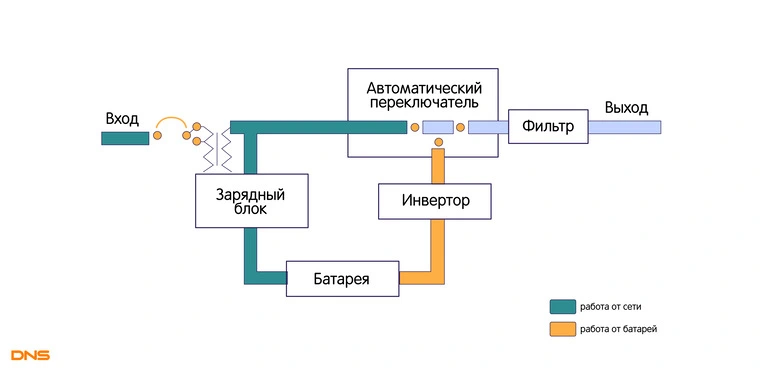 Автоматический
переключатель
Вход
Выход
Фильтр
Зарядный
блок
Инвертор
Батарея
работа от сети
работа от батарей
DNS